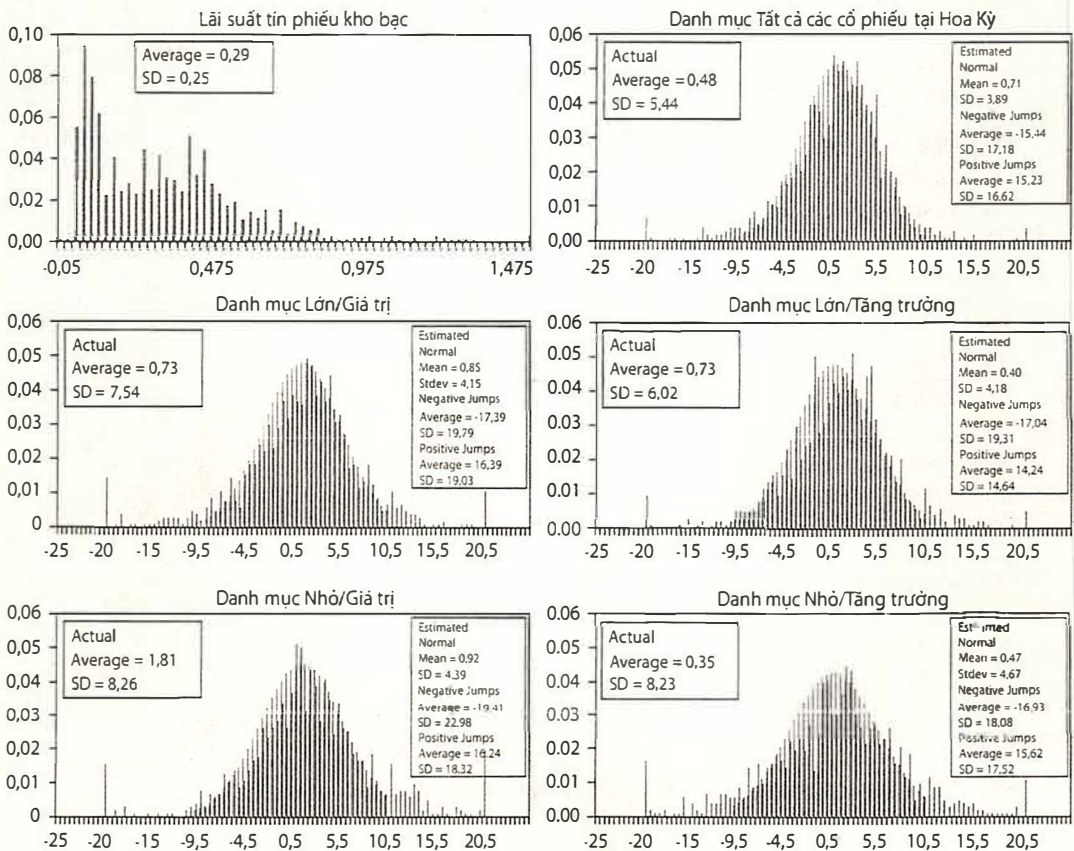 Lãi suất tín phiếu kho bạc
0,10
0,08
0,06
0,04
0,02
0,00
Average = 0,29
SD = 0,25
-0,05 0,475 0,975 1,475
Danh mục Tất cả các cổ phiếu tại Hoa Kỳ
0,06
0,05
0,04
0,03
0,02
0,01
0,00
Actual
Average = 0,48
SD = 5,44
Estimated
Normal
Mean = 0,71
SD = 3,89
Negative Jumps
Average = -15,44
SD = 17,18
Positive Jumps
Average = 15,23
SD = 16.62
-25 -20 -15 -9,5 -4,5 0,5 5,5 10,5 15,5 20,5
Danh mục Lớn/Giá trị
0,06
0,05
0,04
0,03
0,02
0,01
0
Actual
Average = 0,73
SD = 7,54
Estimated
Normal
Mean = 0,85
Stdev = 4,15
Negative Jumps
Average = -17,39
SD = 19,79
Positive Jumps
Average = 16,39
SD = 19,03
-25 -20 -15 -9,5 -4,5 0,5 5,5 10,5 15,5 20,5
Danh mục Lớn/Tăng trưởng
0.06
0.05
0.04
0.03
0.02
0.01
0.00
Actual
Average = 0,73
SD = 6,02
Estimated
Normal
Mean = 0.40
SD = 4,18
Negative Jumps
Average = -17,04
SD = 19,31
Positive Jumps
Average = 14,24
SD = 14,64
-25 -20 -15 -9,5 -4,5 0,5 5,5 10,5 15,5 20,5
Danh mục Nhỏ/Giá trị
0.06
0,05
0,04
0,03
0,02
0,01
0
Actual
Average = 1,81
SD = 8,26
Estimated
Normal
Mean = 0,92
SD = 4,39
Negative Jumps
Average = -19,41
SD = 22,98
Positive Jumps
Average = 16,24
SD = 18,32
-25 -20 -15 -9,5 -4,5 0,5 5,5 10,5 15,5 20,5
Danh mục Nhỏ/Tăng trưởng
0.06
0.05
0.04
0.03
0.02
0.01
0.00
Actual
Average = 0,35
SD = 8,23
Normal
Mean = 0,47
Stdev = 4,67
Negative Jumps
Average = -16,93
SD = 18,08
Positive Jumps
Average = 15,62
SD = 17,52
-25 -20 -15 -9,5 -4,5 0,5 5,5 10,5 15,5 20,5